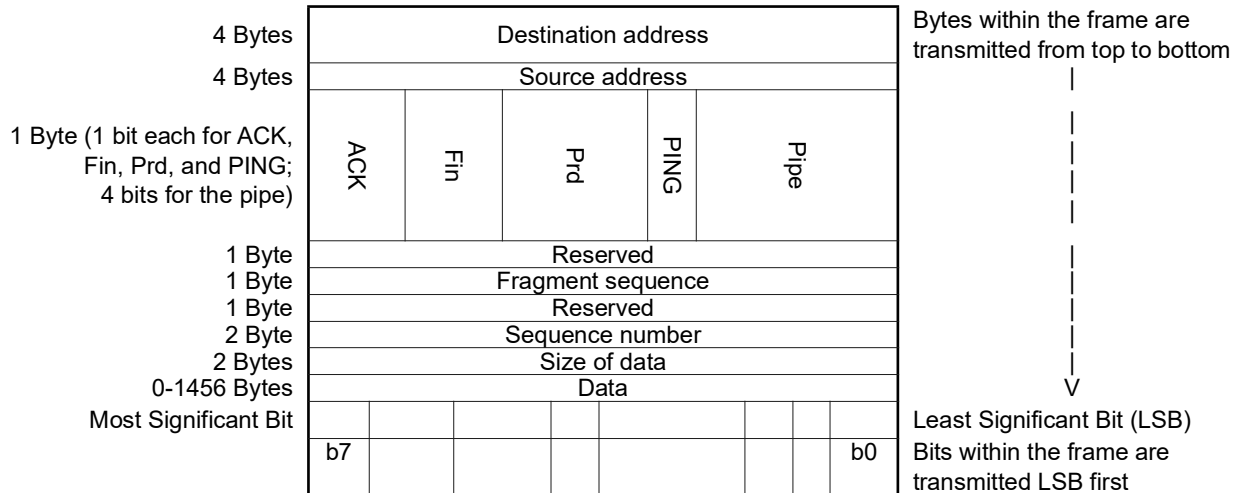 4 Bytes
Destination address
Bytes within the frame are
transmitted from top to bottom
4 Bytes
Source address
|
1 Byte (1 bit each for ACK,
Fin, Prd, and PING;
4 bits for the pipe)
ACK
Fin
Prd
PING
Pipe
|
|
|
|
1 Byte
Reserved
|
1 Byte
Fragment sequence
|
1 Byte
Reserved
|
2 Byte
Sequence number
|
2 Bytes
Size of data
|
0-1456 Bytes
Data
V
Most Significant Bit
Least Significant Bit (LSB)
b7
b0
Bits within the frame are
transmitted LSB first